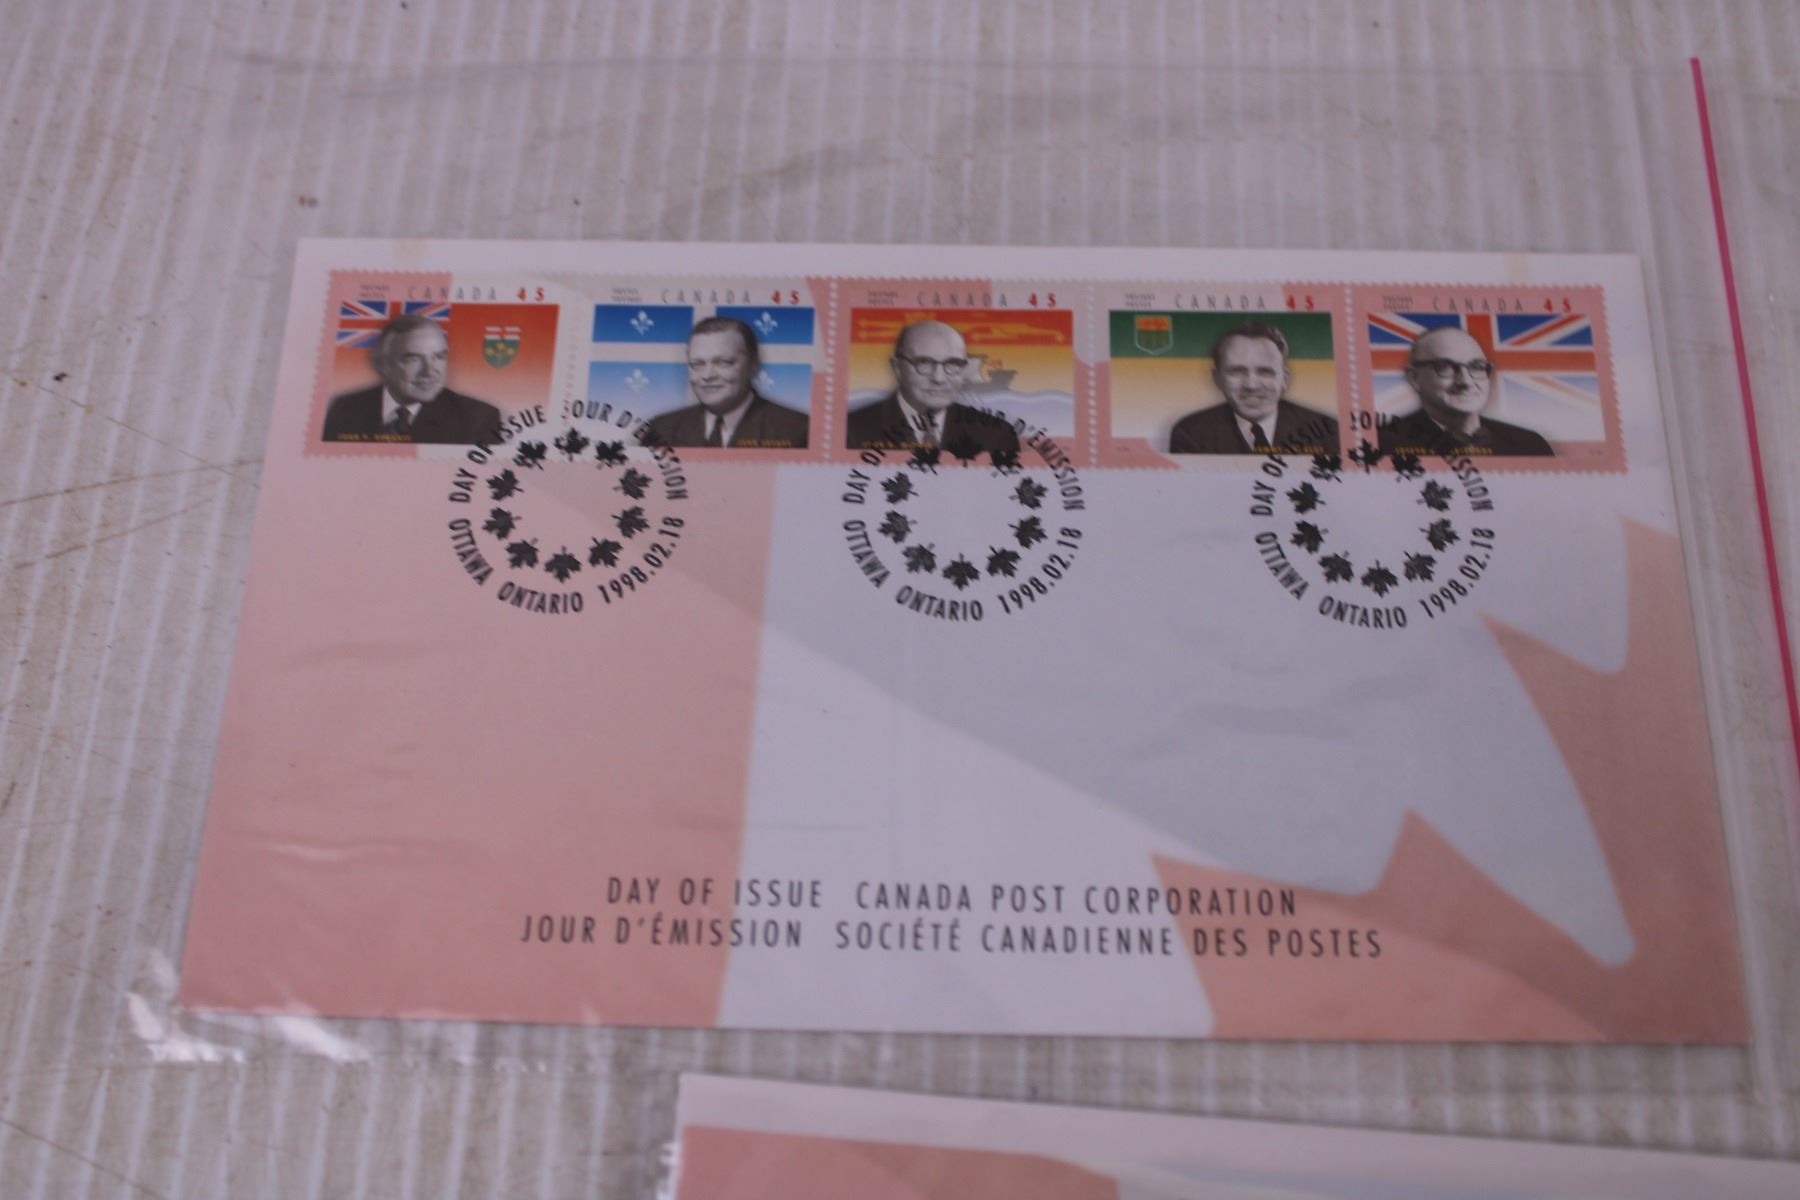 CANADA 45
CANADA 45
CANADA 45
CANADA 45
CANADA 45
DAY OF ISSUE JOUR D'ÉMISSION
OTTAWA ONTARIO 1998.02.18
DAY OF ISSUE JOUR D'ÉMISSION
OTTAWA ONTARIO 1998.02.18
DAY OF ISSUE JOUR D'ÉMISSION
OTTAWA ONTARIO 1998.02.18
DAY OF ISSUE CANADA POST CORPORATION
JOUR D'ÉMISSION SOCIÉTÉ CANADIENNE DES POSTES